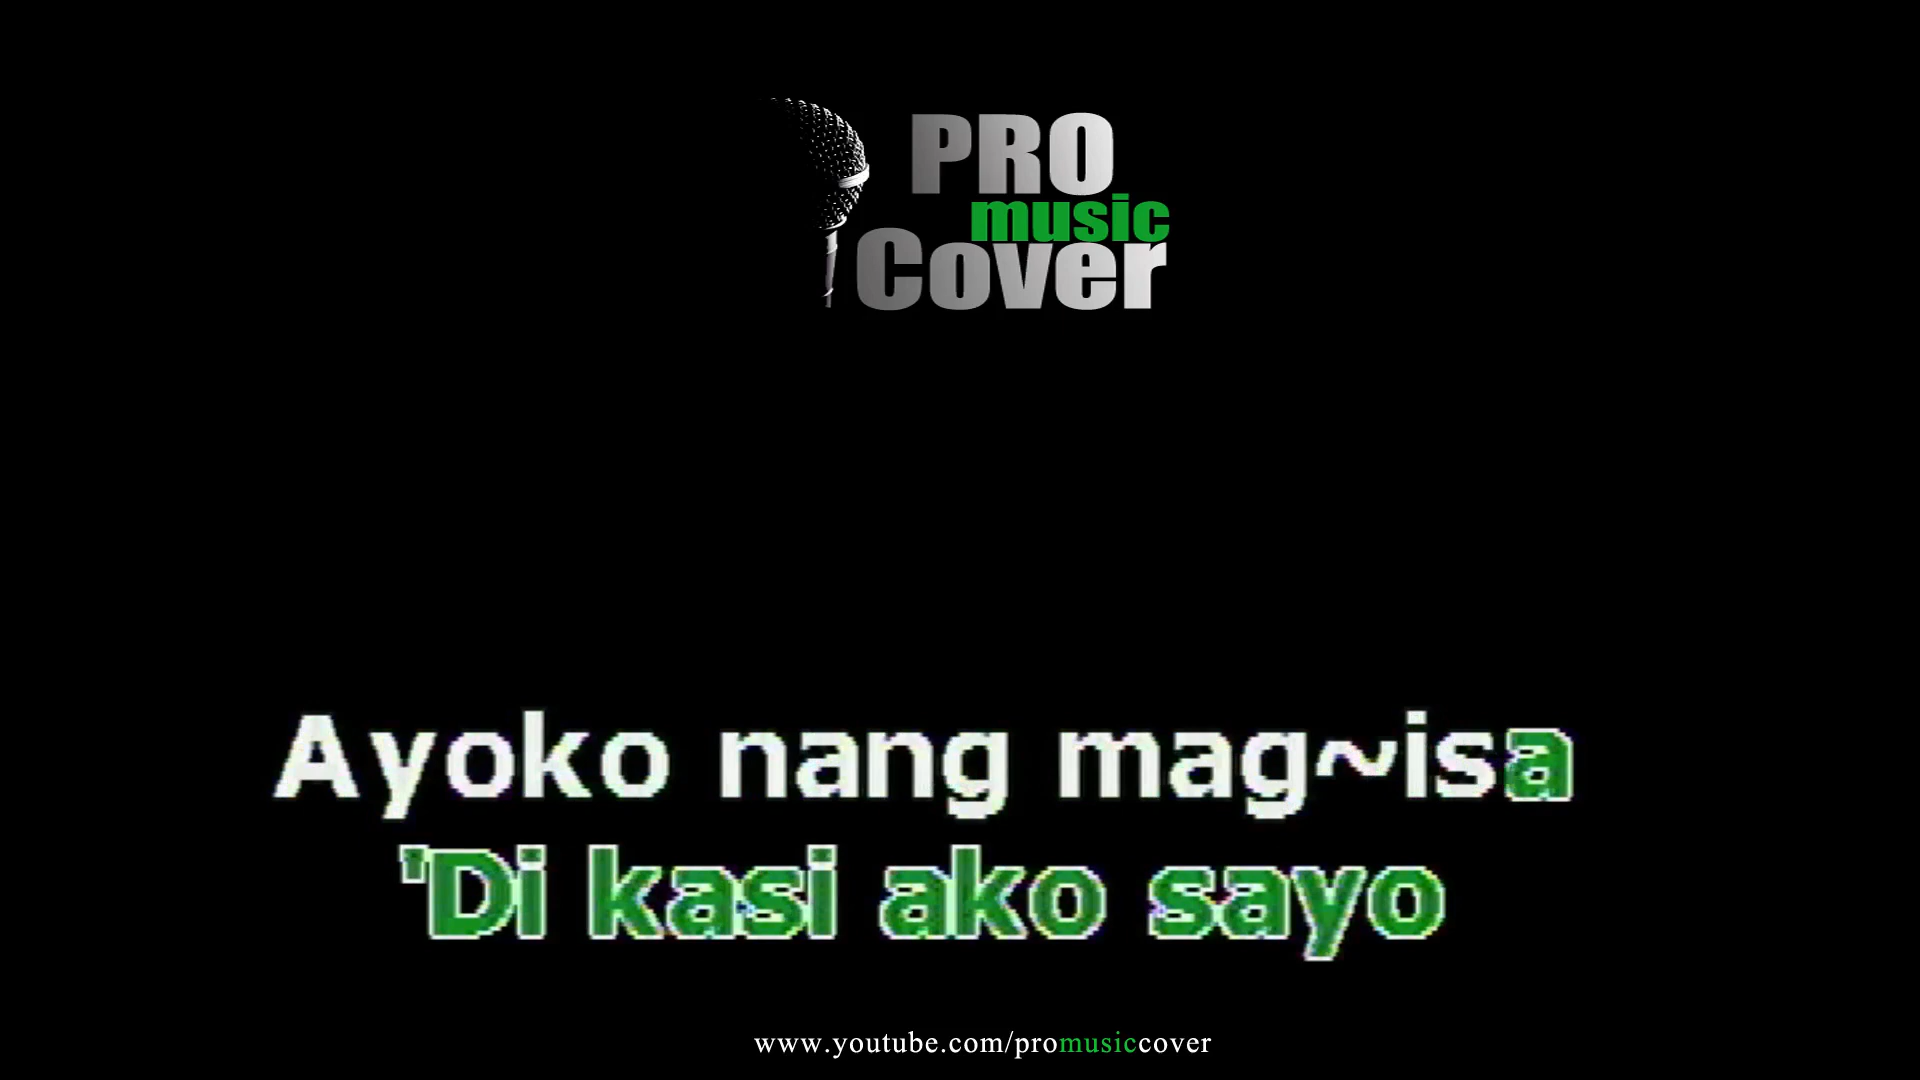 PRO
music
Cover
Ayoko nang mag~isa
'Di kasi ako sayo
www.youtube.com/promusiccover